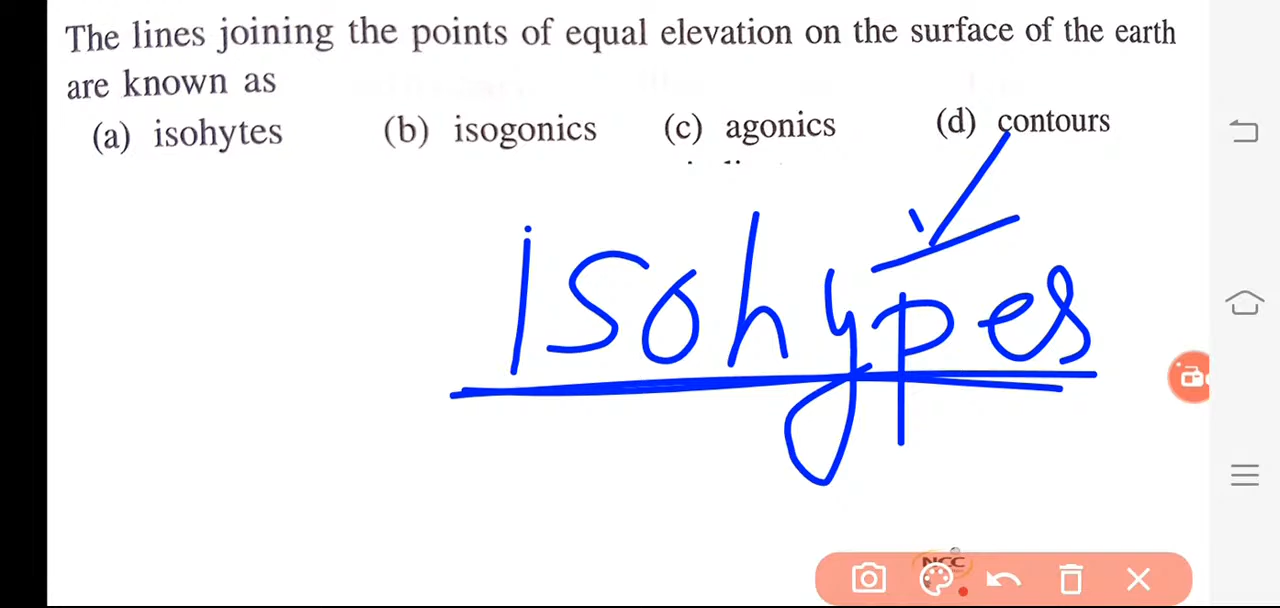 The lines joining the points of equal elevation on the surface of the earth
are known as
(a) isohytes (b) isogonics (c) agonics (d) contours
isohypes
NCC